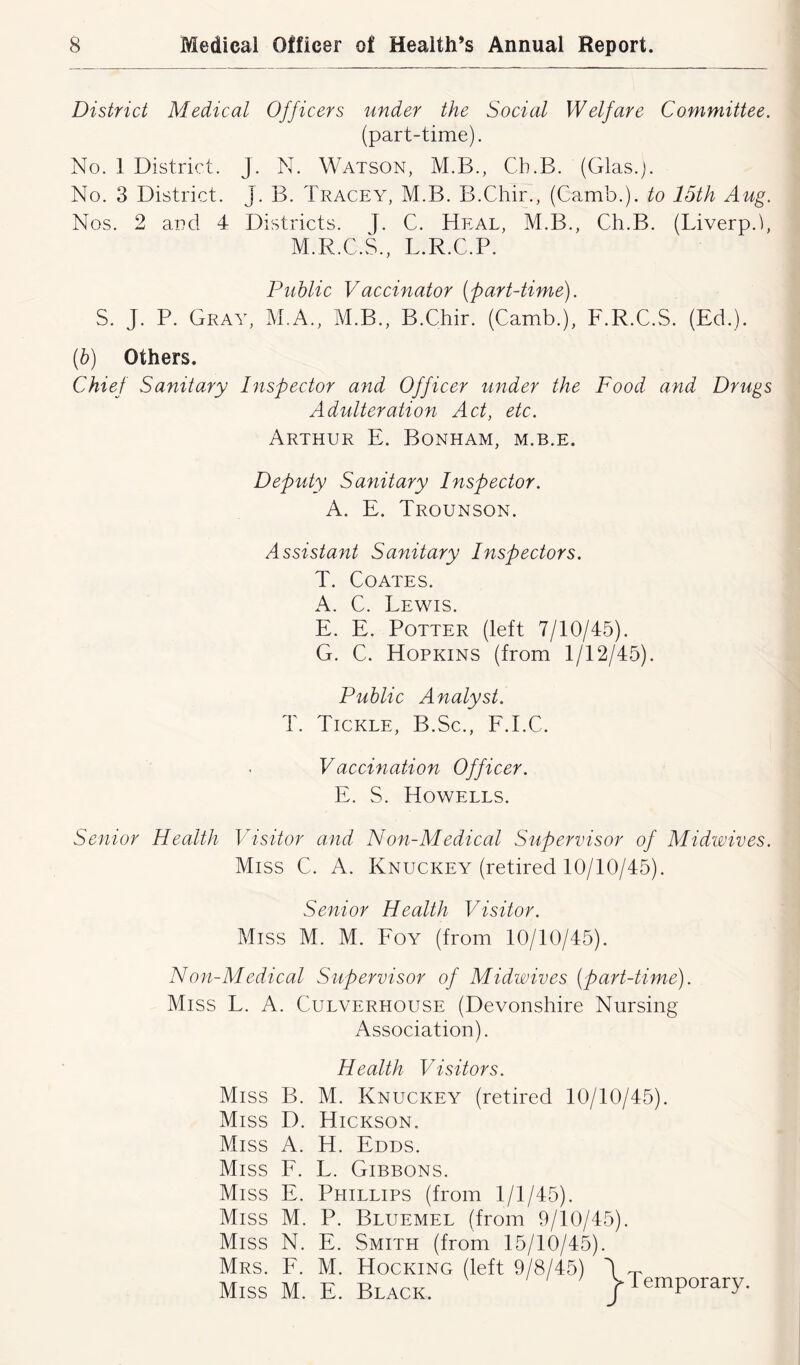 8 Medical Officer of Health's Annual Report.
District Medical Officers under the Social Welfare Committee.
(part-time).
No. 1 District. J. N. Watson, M.B., Ch.B. (Glas.).
No. 3 District. J. B. Tracey, M.B. B.Chir., (Camb.). to 15th Aug.
Nos. 2 and 4 Districts. J. C. Heal, M.B., Ch.B. (Liverp.),
M.R.C.S., L.R.C.P.
Public Vaccinator (part-time).
S. J. P. Gray, M.A., M.B., B.Chir. (Camb.), F.R.C.S. (Ed.).
(b) Others.
Chief Sanitary Inspector and Officer under the Food and Drugs
Adulteration Act, etc.
Arthur E. Bonham, M.B.E.
Deputy Sanitary Inspector.
A. E. Trounson.
Assistant Sanitary Inspectors.
T. Coates.
A. C. Lewis.
E. E. Potter (left 7/10/45).
G. C. Hopkins (from 1/12/45).
Public Analyst.
T. Tickle, B.Sc., F.I.C.
Vaccination Officer.
E. S. Howells.
Senior Health Visitor and Non-Medical Supervisor of Midwives.
Miss C. A. Knuckey (retired 10/10/45).
Senior Health Visitor.
Miss M. M. Foy (from 10/10/45).
Non-Medical Supervisor of Midwives (part-time).
Miss L. A. Culverhouse (Devonshire Nursing
Association).
Health Visitors.
Miss B. M. Knuckey (retired 10/10/45).
Miss D. Hickson.
Miss A. H. Edds.
Miss F. L. Gibbons.
Miss E. Phillips (from 1/1/45).
Miss M. P. Bluemel (from 9/10/45).
Miss N. E. Smith (from 15/10/45).
Mrs. F. M. Hocking (left 9/8/45)
Miss M. E. Black. } Temporary.